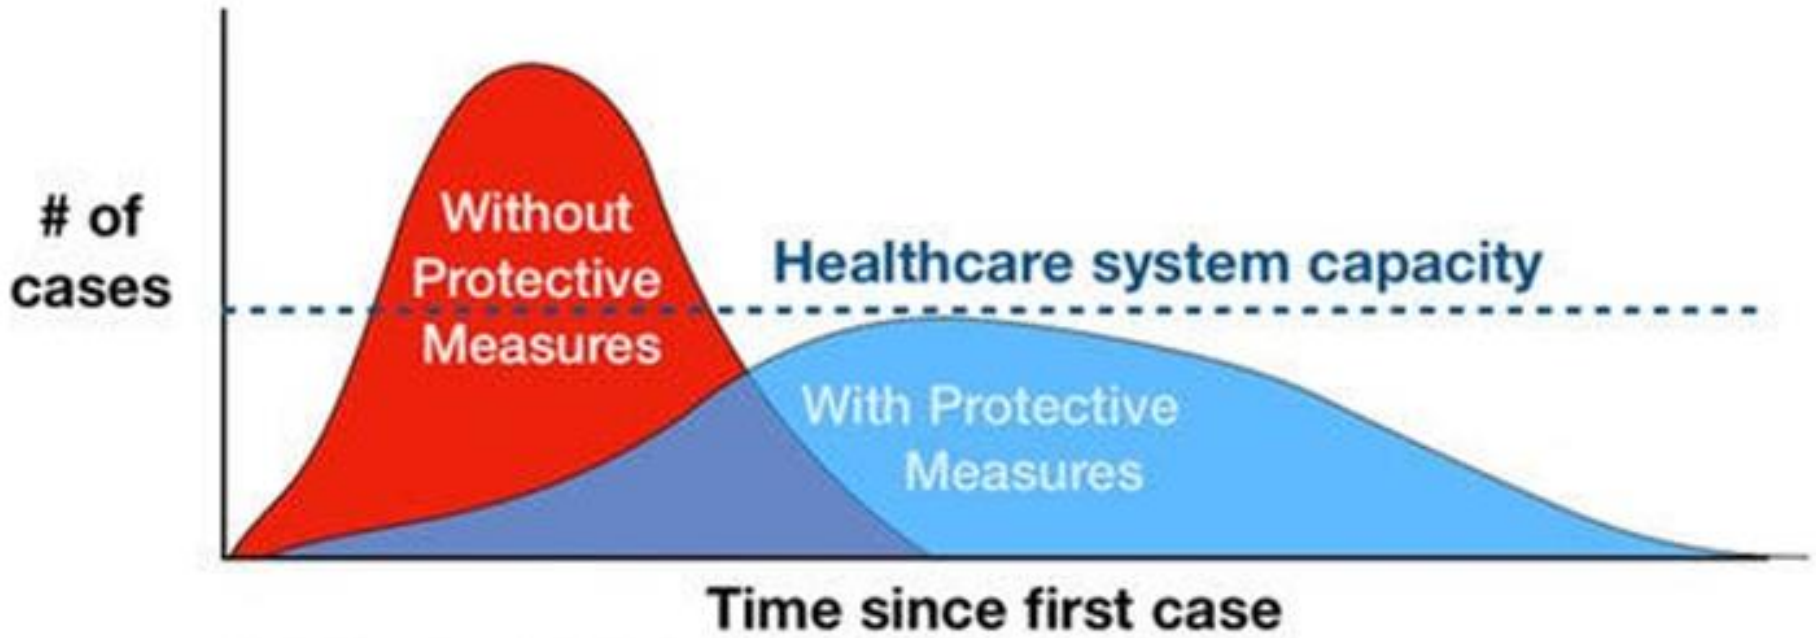 # of
cases
Without
Protective
Measures
Healthcare system capacity
With Protective
Measures
Time since first case